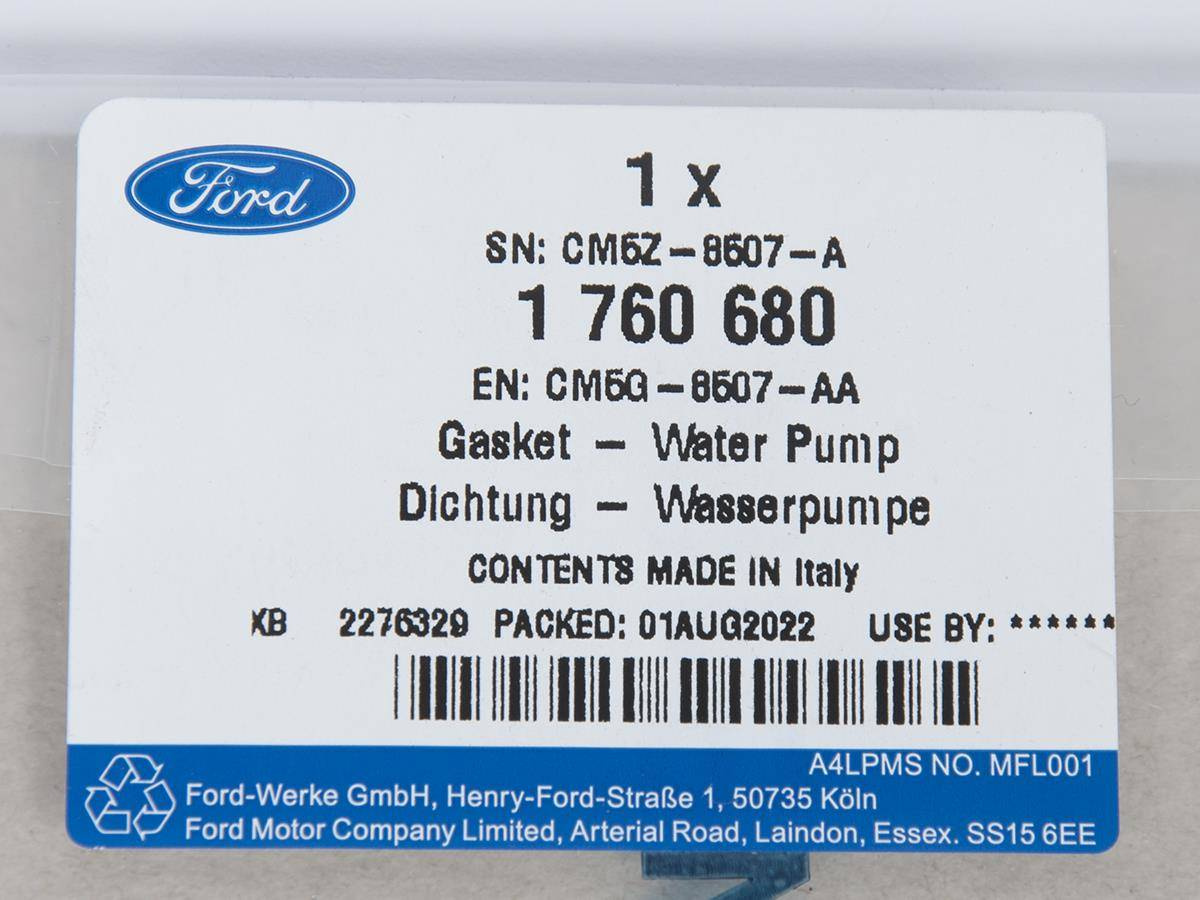 Ford
1 x
SN: CM5Z-8507-A
1 760 680
EN: CM5G-8507-AA
Gasket - Water Pump
Dichtung - Wasserpumpe
CONTENTS MADE IN Italy
XB 2276329 PACKED: 01AUG2022 USE BY: ******
A4LPMS NO. MFL001
Ford-Werke GmbH, Henry-Ford-Straße 1, 50735 Köln
Ford Motor Company Limited, Arterial Road, Laindon, Essex. SS15 6EE